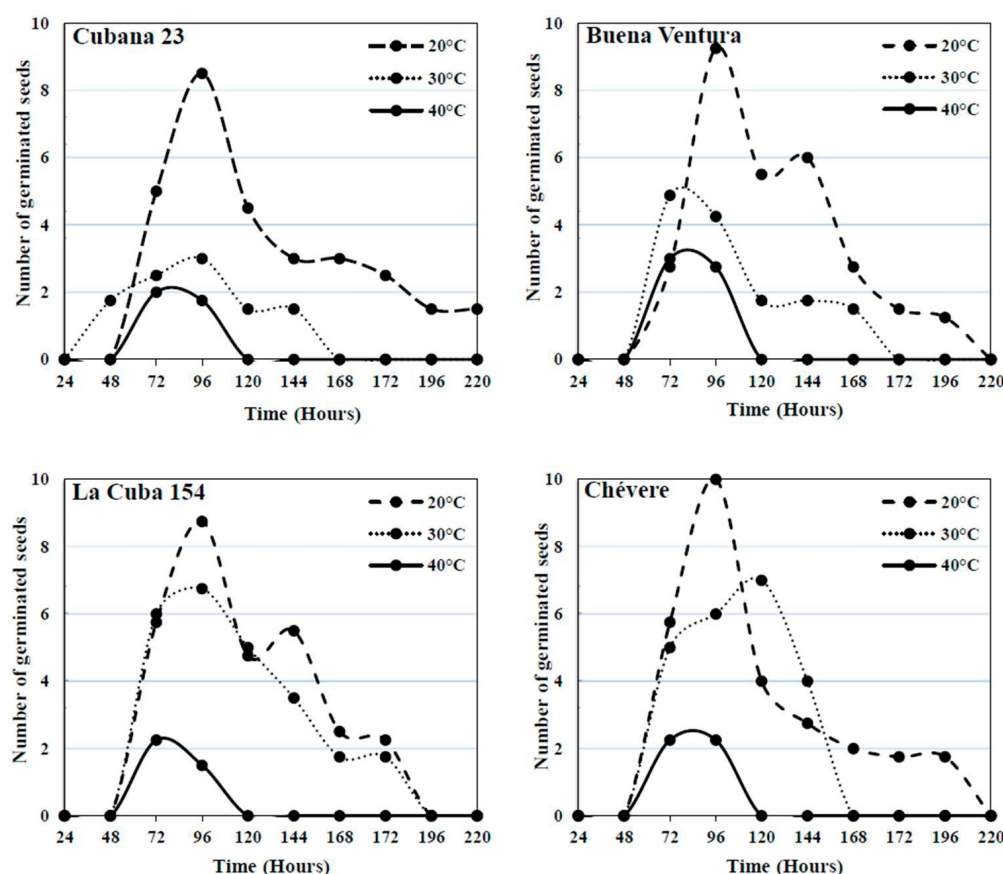 Cubana 23
Number of germinated seeds
10
8
6
4
2
0
20°C
30°C
40°C
24 48 72 96 120 144 168 172 196 220
Time (Hours)
Buena Ventura
Number of germinated seeds
10
8
6
4
2
0
20°C
30°C
40°C
24 48 72 96 120 144 168 172 196 220
Time (Hours)
La Cuba 154
Number of germinated seeds
10
8
6
4
2
0
20°C
30°C
40°C
24 48 72 96 120 144 168 172 196 220
Time (Hours)
Chévere
Number of germinated seeds
10
8
6
4
2
0
20°C
30°C
40°C
24 48 72 96 120 144 168 172 196 220
Time (Hours)